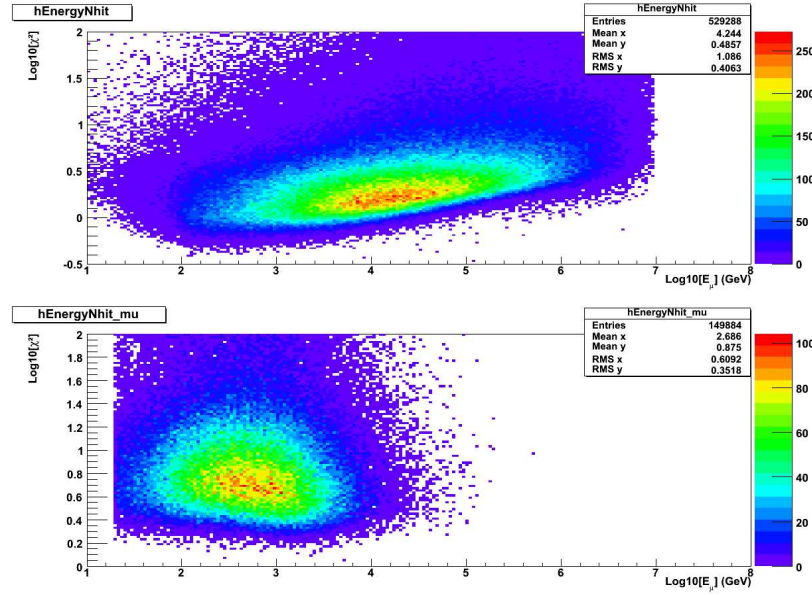 hEnergyNhit
hEnergyNhit
Entries 529288
Mean x 4.244
Mean y 0.4857
RMS x 1.086
RMS y 0.4063
Log10[χ²]
2
1.5
1
0.5
0
-0.5
1 2 3 4 5 6 7 8
Log10[Eμ] (GeV)
250
200
150
100
50
0
hEnergyNhit_mu
hEnergyNhit_mu
Entries 149884
Mean x 2.686
Mean y 0.875
RMS x 0.6092
RMS y 0.3518
Log10[χ²]
2
1.8
1.6
1.4
1.2
1
0.8
0.6
0.4
0.2
0
1 2 3 4 5 6 7 8
Log10[Eμ] (GeV)
100
80
60
40
20
0